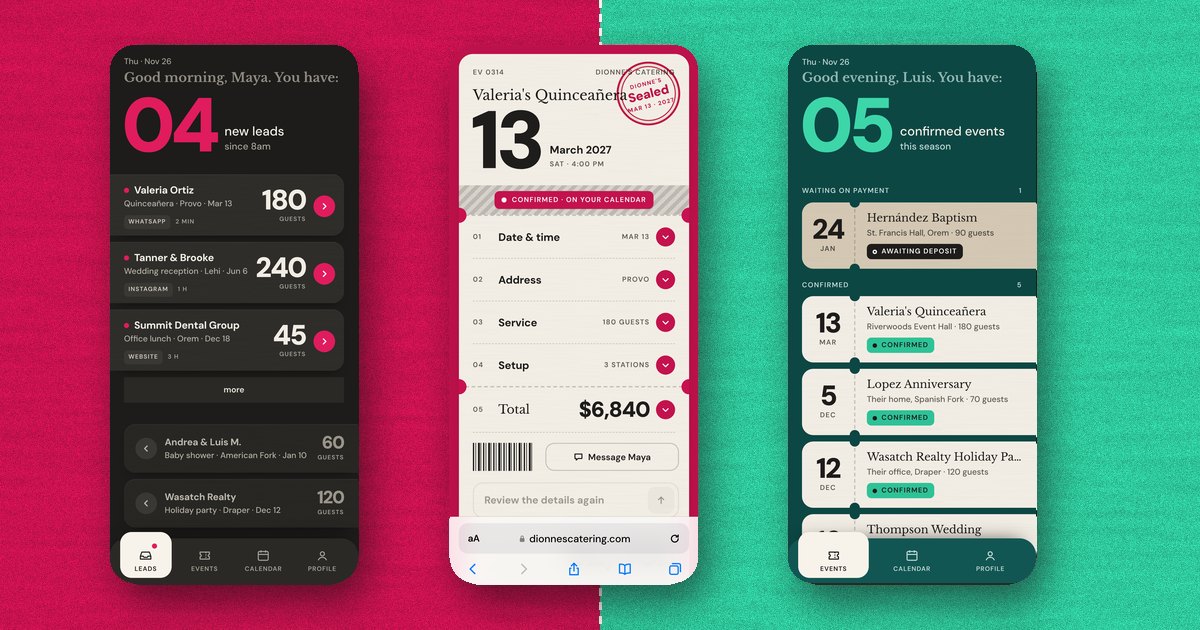 Thu · Nov 26
Good morning, Maya. You have:
04 new leads
since 8am
Valeria Ortiz
Quinceañera · Provo · Mar 13
WHATSAPP 2 MIN
180
GUESTS
Tanner & Brooke
Wedding reception · Lehi · Jun 6
INSTAGRAM 1 H
240
GUESTS
Summit Dental Group
Office lunch · Orem · Dec 18
WEBSITE 3 H
45
GUESTS
more
Andrea & Luis M.
Baby shower · American Fork · Jan 10
60
GUESTS
Wasatch Realty
Holiday party · Draper · Dec 12
120
GUESTS
LEADS EVENTS CALENDAR PROFILE
EV 0314 DIONNE'S CATERING
Valeria's Quinceañera
DIONNE'S
Sealed
MAR 13 · 2027
13 March 2027
SAT · 4:00 PM
CONFIRMED · ON YOUR CALENDAR
01 Date & time MAR 13
02 Address PROVO
03 Service 180 GUESTS
04 Setup 3 STATIONS
05 Total $6,840
Message Maya
Review the details again
AA dionnescatering.com
Thu · Nov 26
Good evening, Luis. You have:
05 confirmed events
this season
WAITING ON PAYMENT 1
24
JAN
Hernández Baptism
St. Francis Hall, Orem · 90 guests
AWAITING DEPOSIT
CONFIRMED 5
13
MAR
Valeria's Quinceañera
Riverwoods Event Hall · 180 guests
CONFIRMED
5
DEC
Lopez Anniversary
Their home, Spanish Fork · 70 guests
CONFIRMED
12
DEC
Wasatch Realty Holiday Pa...
Their office, Draper · 120 guests
CONFIRMED
Thompson Wedding
EVENTS CALENDAR PROFILE